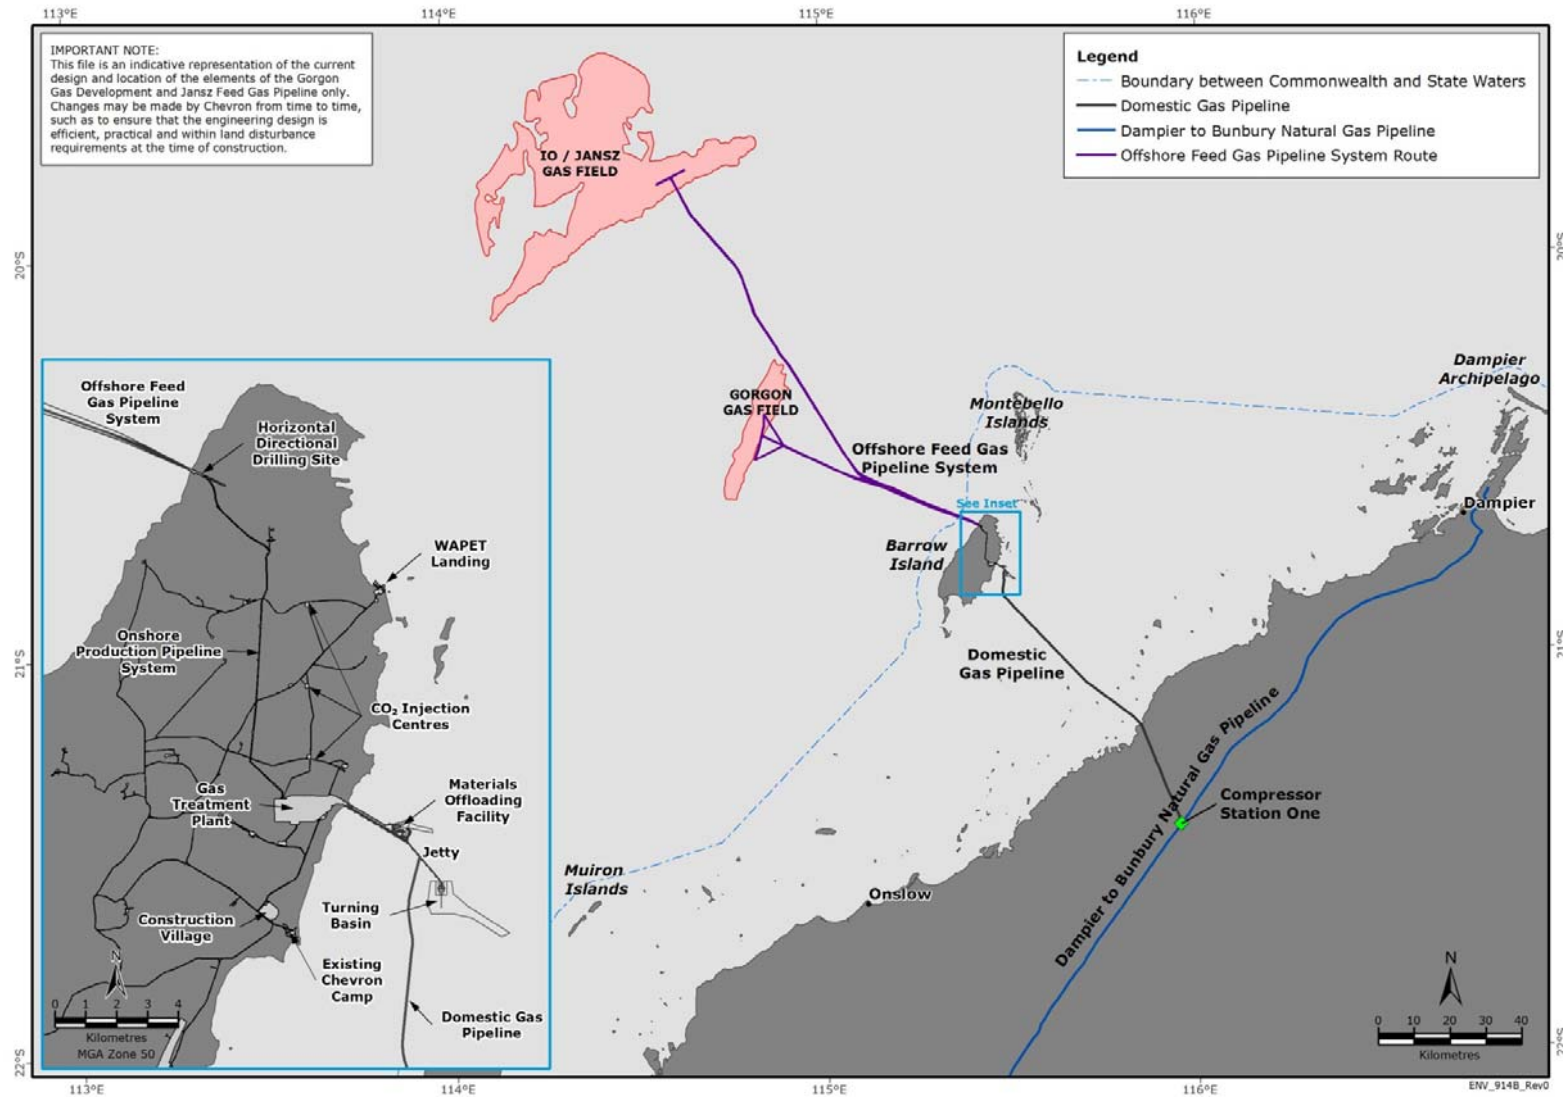 113°E
114°E
115°E
116°E
IMPORTANT NOTE:
This file is an indicative representation of the current
design and location of the elements of the Gorgon
Gas Development and Jansz Feed Gas Pipeline only.
Changes may be made by Chevron from time to time,
such as to ensure that the engineering design is
efficient, practical and within land disturbance
requirements at the time of construction.
Legend
Boundary between Commonwealth and State Waters
Domestic Gas Pipeline
Dampier to Bunbury Natural Gas Pipeline
Offshore Feed Gas Pipeline System Route
IO / JANSZ
GAS FIELD
20°S
20°S
GORGON
GAS FIELD
Dampier
Archipelago
Montebello
Islands
Offshore Feed Gas
Pipeline System
See Inset
Dampier
Barrow
Island
21°S
21°S
Domestic
Gas Pipeline
Dampier to Bunbury Natural Gas Pipeline
Compressor
Station One
Muiron
Islands
Onslow
Offshore Feed
Gas Pipeline
System
Horizontal
Directional
Drilling Site
WAPET
Landing
Onshore
Production Pipeline
System
CO₂ Injection
Centres
Gas
Treatment
Plant
Materials
Offloading
Facility
Jetty
Turning
Basin
Construction
Village
Existing
Chevron
Camp
Domestic Gas
Pipeline
N
0 1 2 3 4
Kilometres
MGA Zone 50
N
0 10 20 30 40
Kilometres
22°S
22°S
113°E
114°E
115°E
116°E
ENV_914B_Rev0